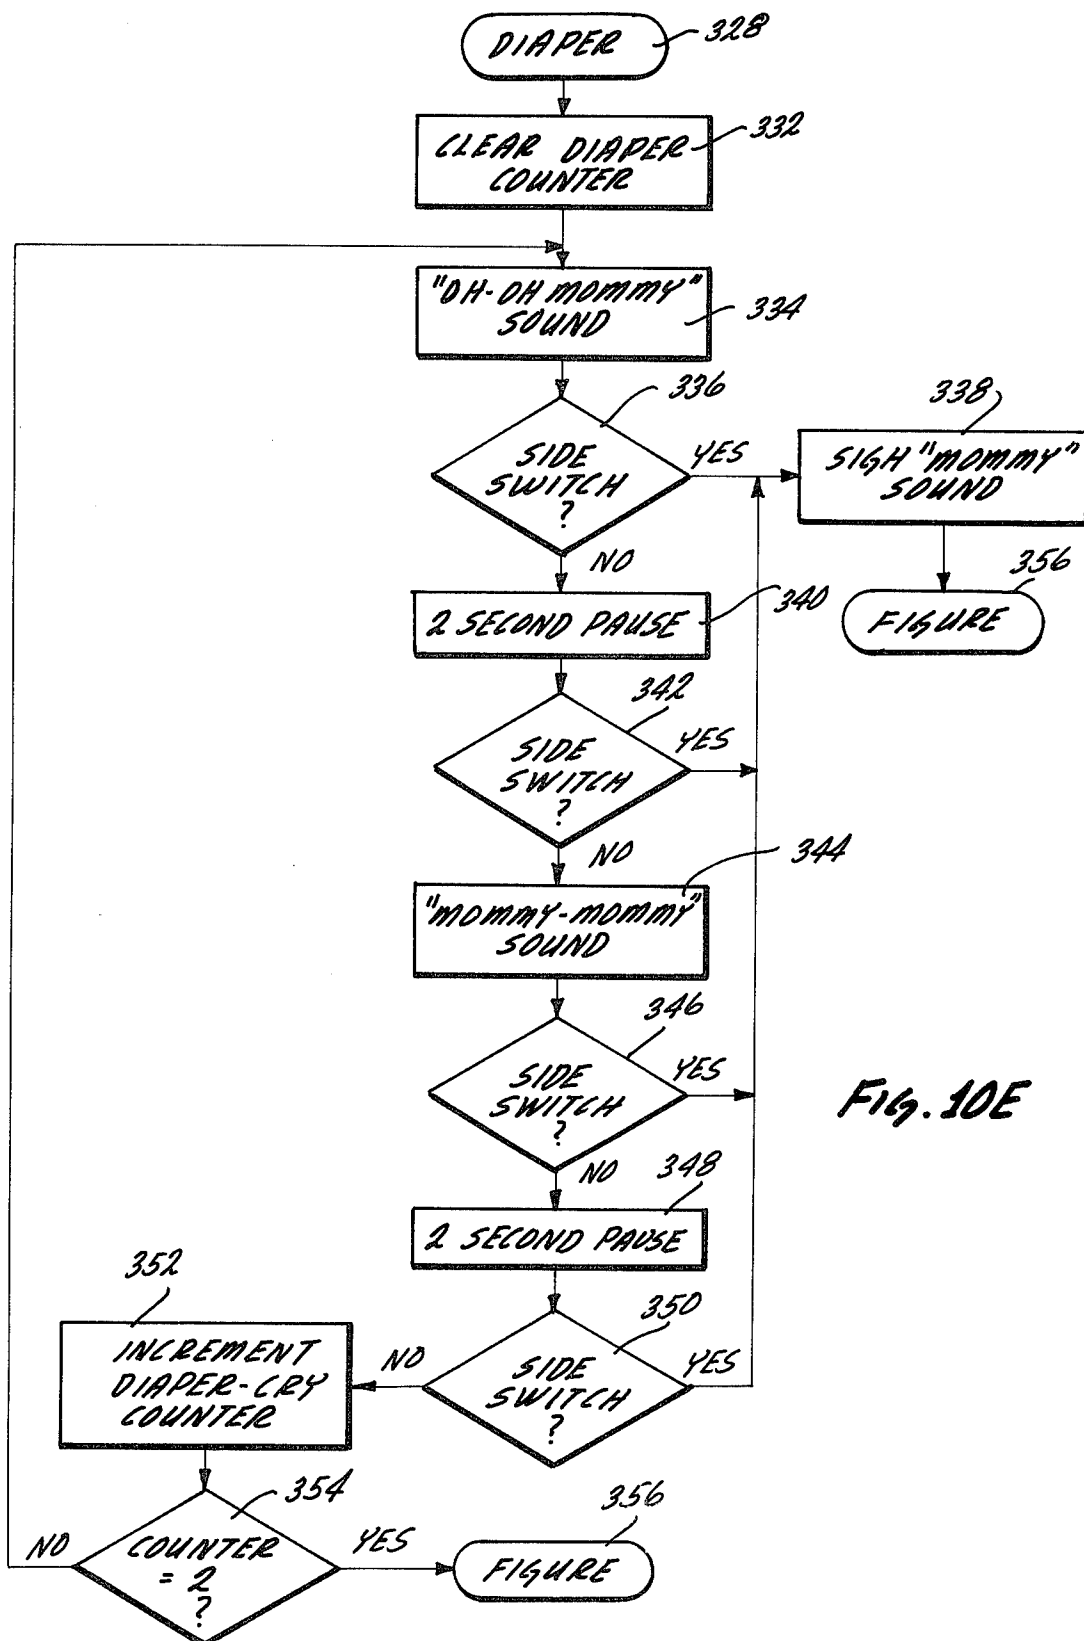 DIAPER
328
CLEAR DIAPER
COUNTER
332
"OH-OH MOMMY"
SOUND
334
336
SIDE
SWITCH
?
YES
NO
338
SIGH "MOMMY"
SOUND
356
FIGURE
2 SECOND PAUSE
340
342
SIDE
SWITCH
?
YES
NO
344
"MOMMY-MOMMY"
SOUND
346
SIDE
SWITCH
?
YES
NO
FIG. 10E
348
2 SECOND PAUSE
350
SIDE
SWITCH
?
YES
NO
352
INCREMENT
DIAPER-CRY
COUNTER
354
COUNTER
= 2
?
NO
YES
356
FIGURE